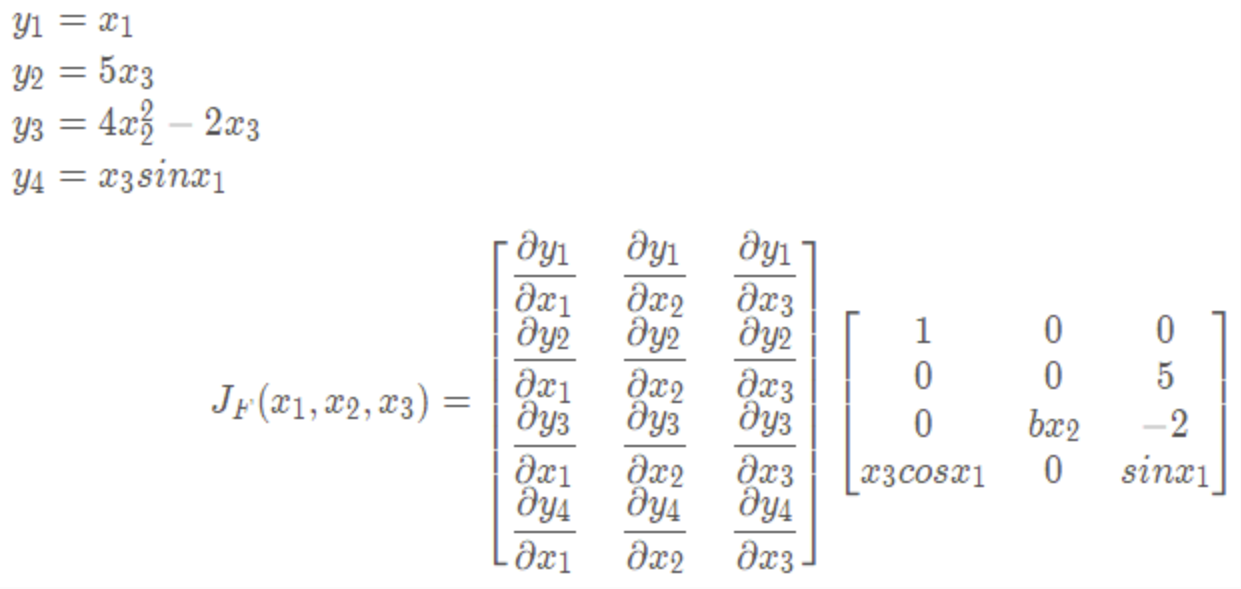 y₁ = x₁
y₂ = 5x₃
y₃ = 4x₂² − 2x₃
y₄ = x₃sinx₁
J_F(x₁, x₂, x₃) = [∂y₁/∂x₁ ∂y₁/∂x₂ ∂y₁/∂x₃; ∂y₂/∂x₁ ∂y₂/∂x₂ ∂y₂/∂x₃; ∂y₃/∂x₁ ∂y₃/∂x₂ ∂y₃/∂x₃; ∂y₄/∂x₁ ∂y₄/∂x₂ ∂y₄/∂x₃] [1 0 0; 0 0 5; 0 bx₂ −2; x₃cosx₁ 0 sinx₁]